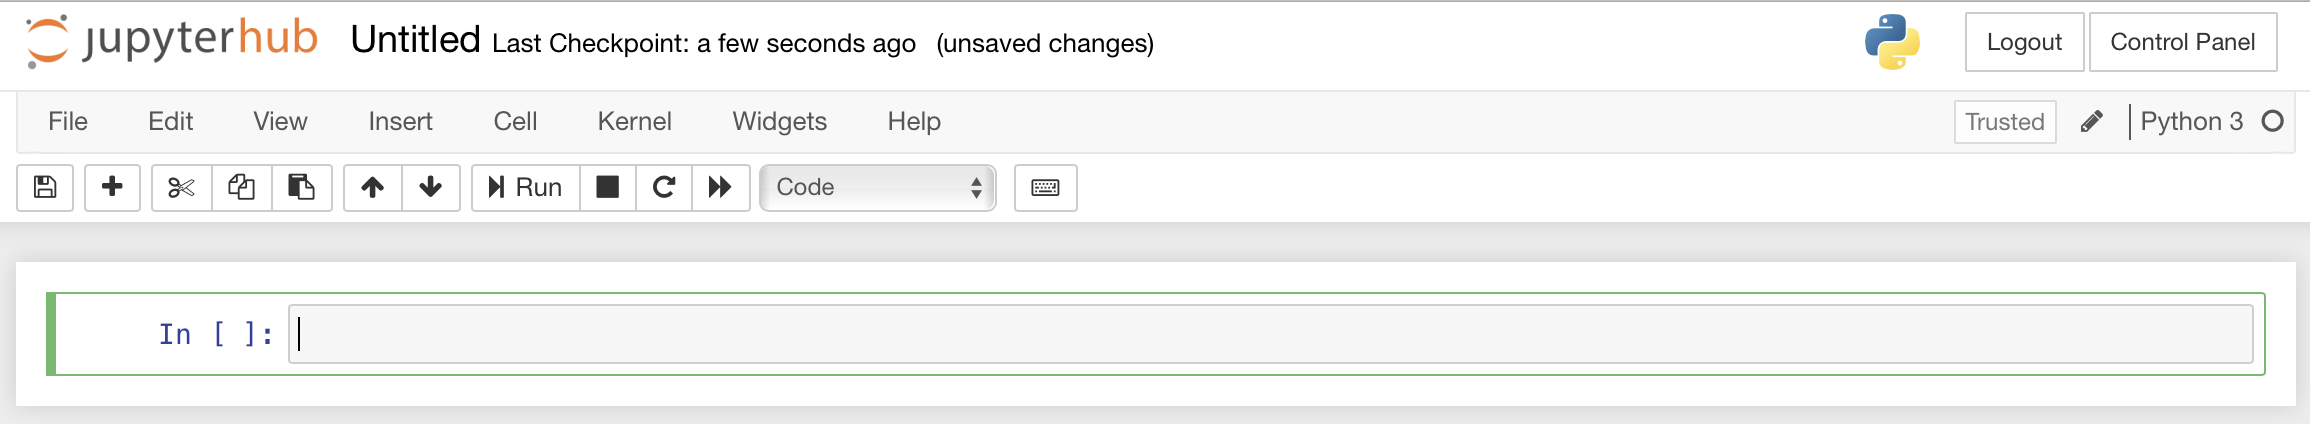 jupyterhub Untitled Last Checkpoint: a few seconds ago (unsaved changes) Logout Control Panel
File Edit View Insert Cell Kernel Widgets Help Trusted Python 3
Run Code
In [ ]: